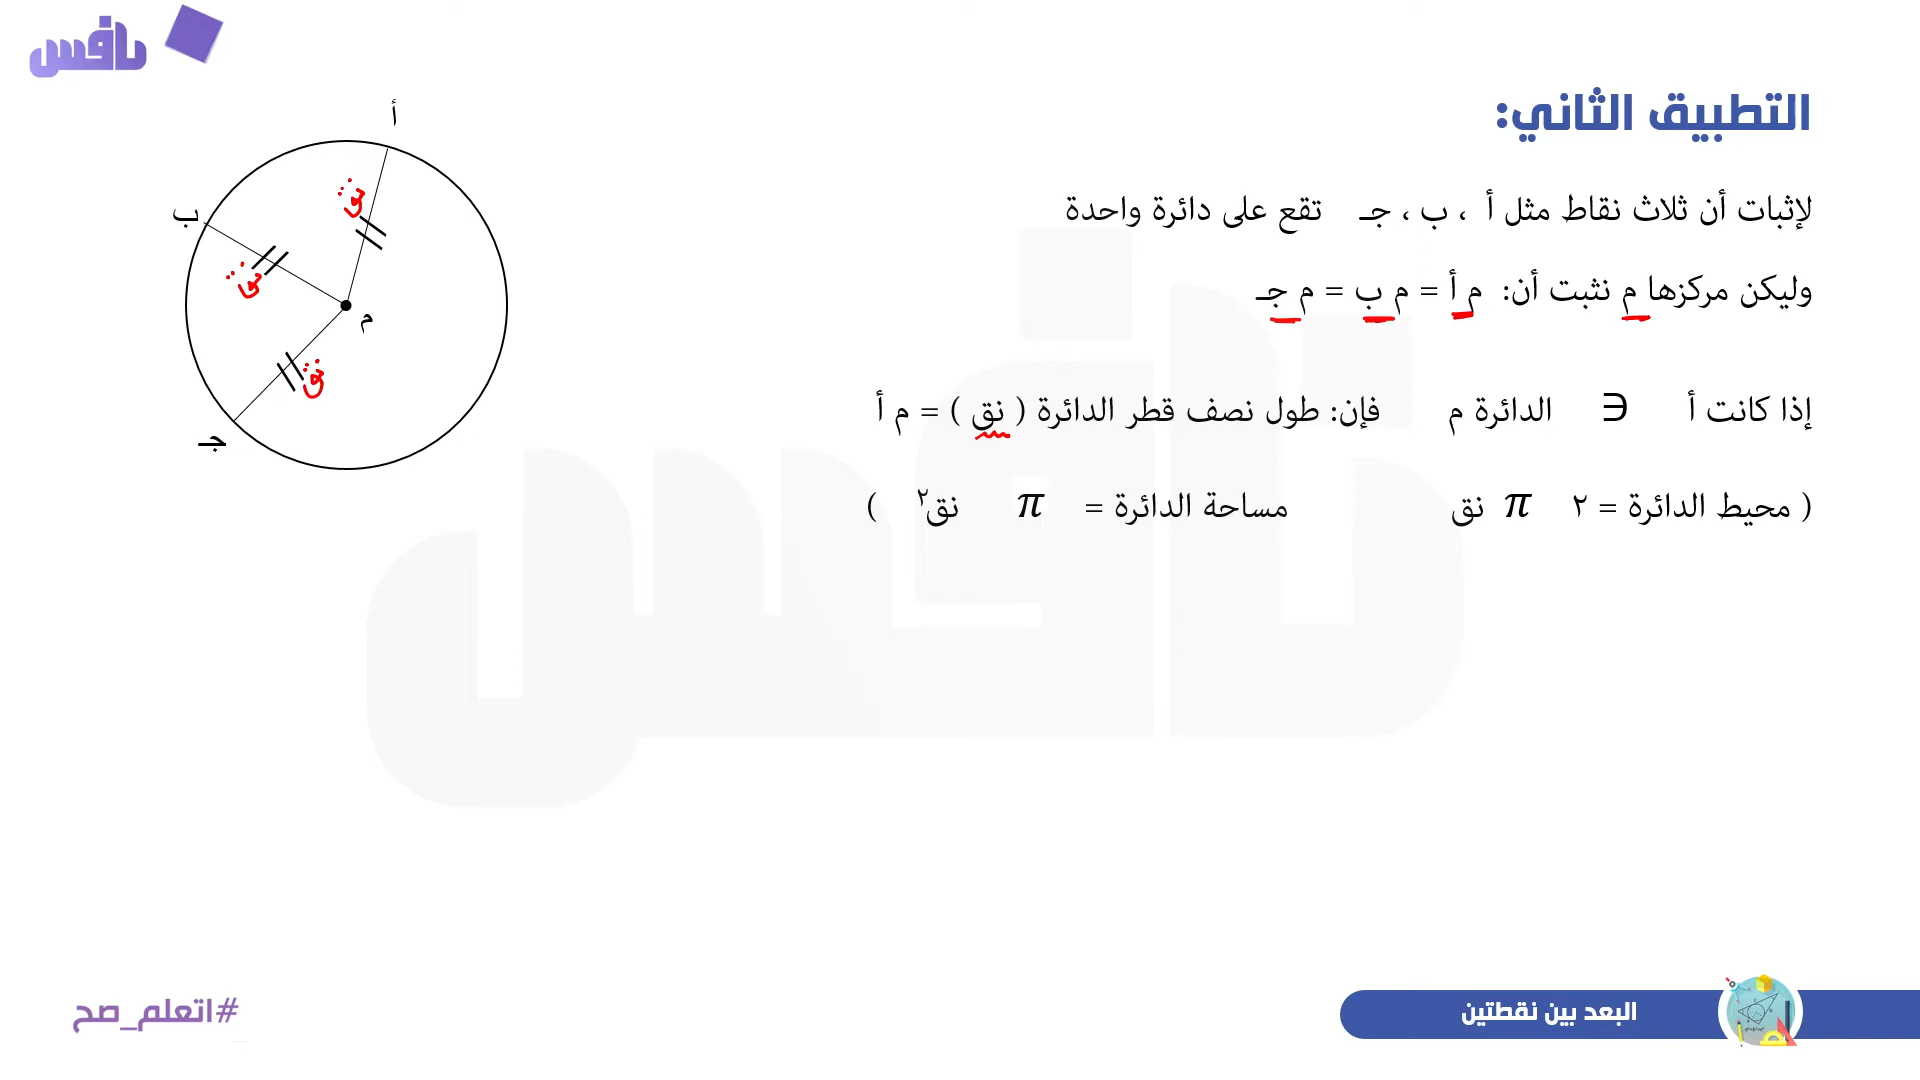 نافس
التطبيق الثاني:
لإثبات أن ثلاث نقاط مثل أ ، ب ، جـ تقع على دائرة واحدة
وليكن مركزها م نثبت أن: م أ = م ب = م جـ
إذا كانت أ ∋ الدائرة م فإن: طول نصف قطر الدائرة ( نق ) = م أ
( محيط الدائرة = ٢ π نق مساحة الدائرة = π نق٢ )
أ
نق
ب
نق
م
نق
جـ
البعد بين نقطتين
#اتعلم_صح